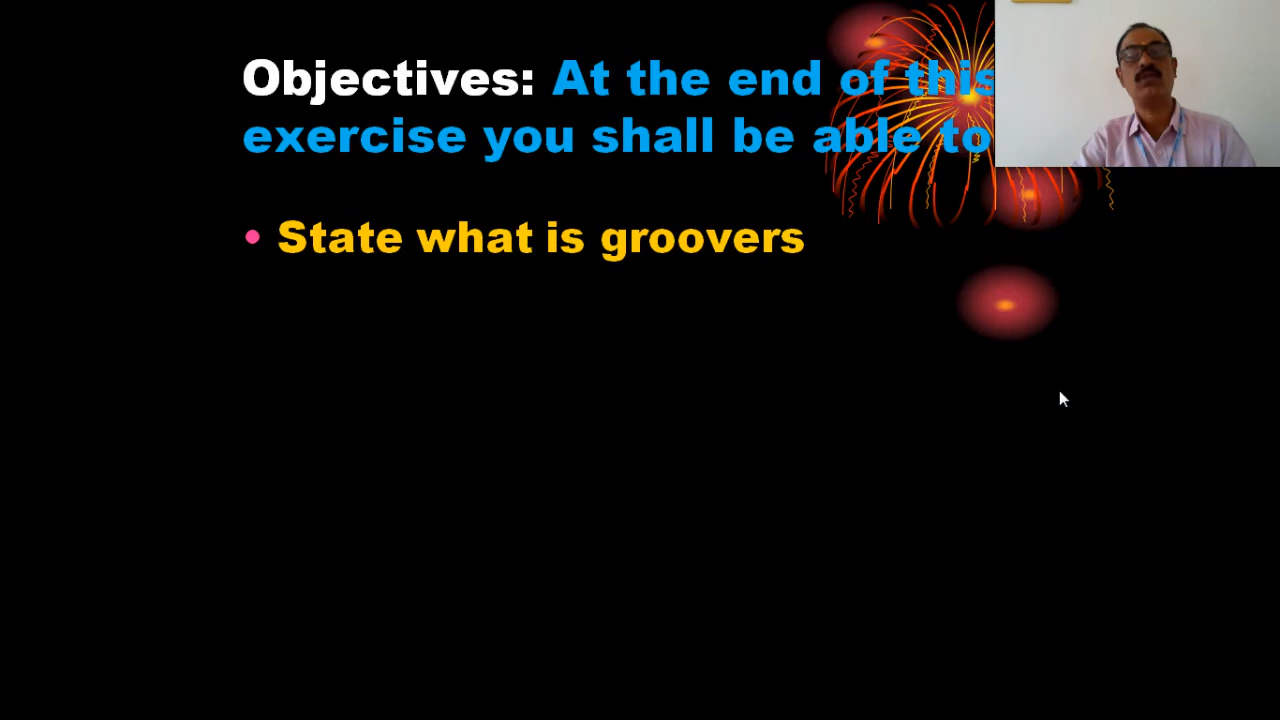 Objectives: At the end of this
exercise you shall be able to
• State what is groovers